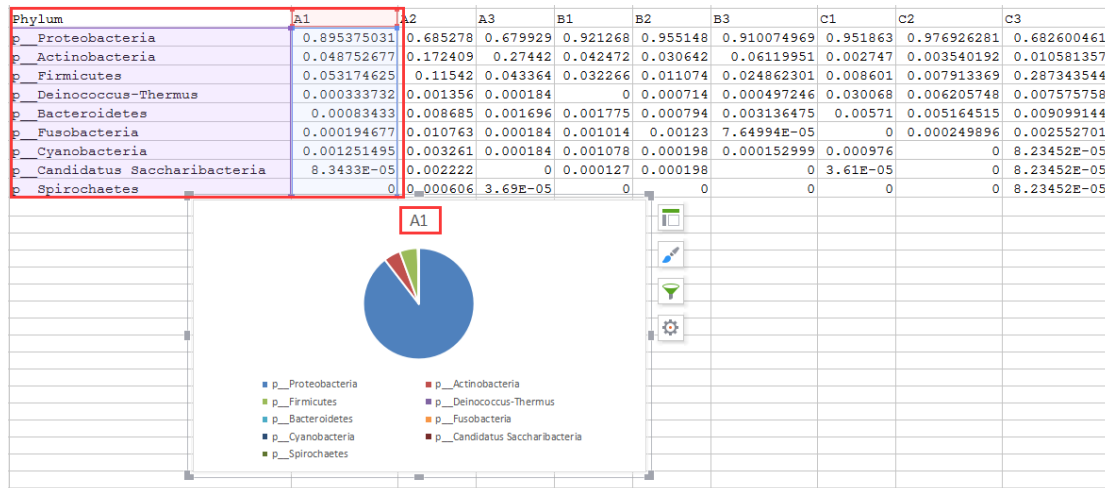 Phylum A1 A2 A3 B1 B2 B3 C1 C2 C3
p__Proteobacteria 0.895375031 0.685278 0.679929 0.921268 0.955148 0.910074969 0.951863 0.976926281 0.682600461
p__Actinobacteria 0.048752677 0.172409 0.27442 0.042472 0.030642 0.06119951 0.002747 0.003540192 0.010581357
p__Firmicutes 0.053174625 0.11542 0.043364 0.032266 0.011074 0.024862301 0.008601 0.007913369 0.287343544
p__Deinococcus-Thermus 0.000333732 0.001356 0.000184 0 0.000714 0.000497246 0.030068 0.006205748 0.007575758
p__Bacteroidetes 0.00083433 0.008685 0.001696 0.001775 0.000794 0.003136475 0.00571 0.005164515 0.009099144
p__Fusobacteria 0.000194677 0.010763 0.000184 0.001014 0.00123 7.64994E-05 0 0.000249896 0.002552701
p__Cyanobacteria 0.001251495 0.003261 0.000184 0.001078 0.000198 0.000152999 0.000976 0 8.23452E-05
p__Candidatus Saccharibacteria 8.3433E-05 0.002222 0 0.000127 0.000198 0 3.61E-05 0 8.23452E-05
p__Spirochaetes 0 0.000606 3.69E-05 0 0 0 0 0 8.23452E-05
A1
p__Proteobacteria p__Actinobacteria
p__Firmicutes p__Deinococcus-Thermus
p__Bacteroidetes p__Fusobacteria
p__Cyanobacteria p__Candidatus Saccharibacteria
p__Spirochaetes